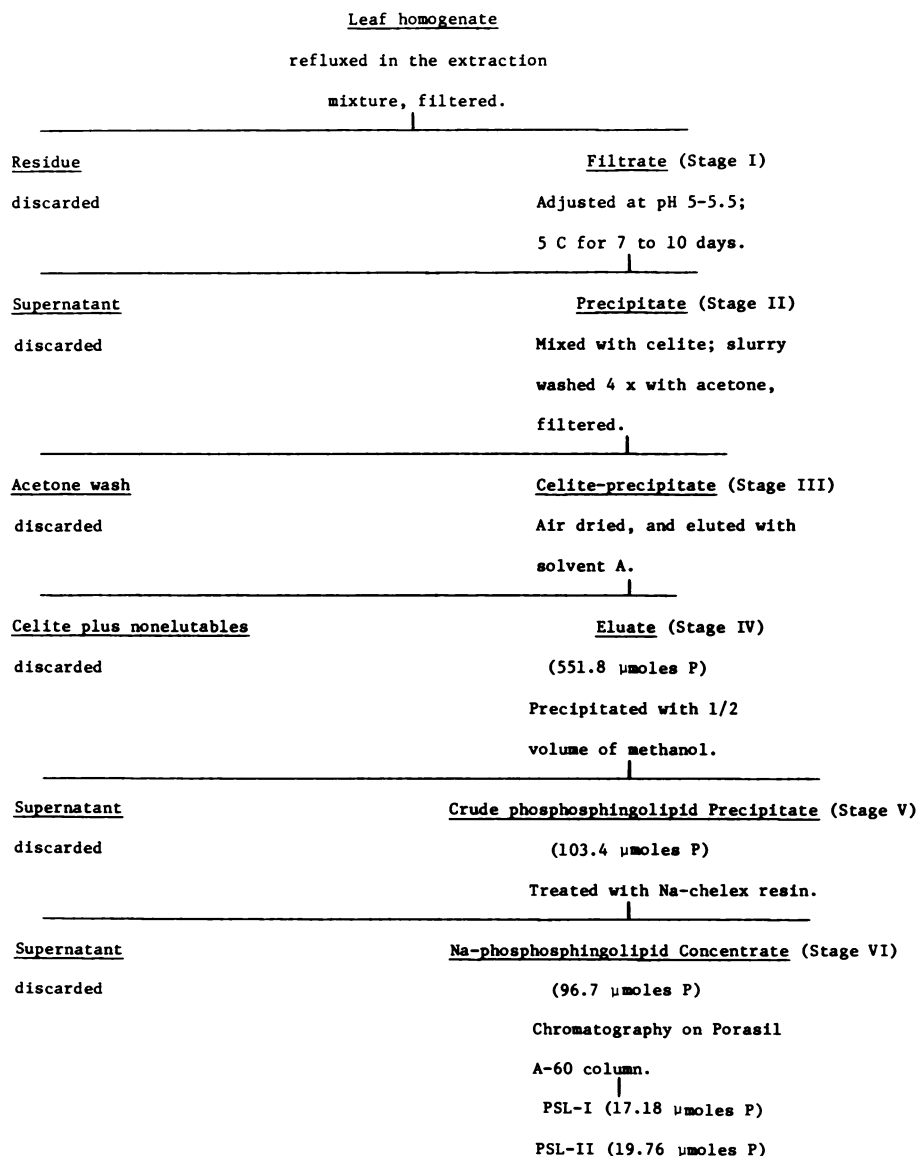 Leaf homogenate
refluxed in the extraction
mixture, filtered.
Residue
discarded
Filtrate (Stage I)
Adjusted at pH 5-5.5;
5 C for 7 to 10 days.
Supernatant
discarded
Precipitate (Stage II)
Mixed with celite; slurry
washed 4 x with acetone,
filtered.
Acetone wash
discarded
Celite-precipitate (Stage III)
Air dried, and eluted with
solvent A.
Celite plus nonelutables
discarded
Eluate (Stage IV)
(551.8 μmoles P)
Precipitated with 1/2
volume of methanol.
Supernatant
discarded
Crude phosphosphingolipid Precipitate (Stage V)
(103.4 μmoles P)
Treated with Na-chelex resin.
Supernatant
discarded
Na-phosphosphingolipid Concentrate (Stage VI)
(96.7 μmoles P)
Chromatography on Porasil
A-60 column.
PSL-I (17.18 μmoles P)
PSL-II (19.76 μmoles P)